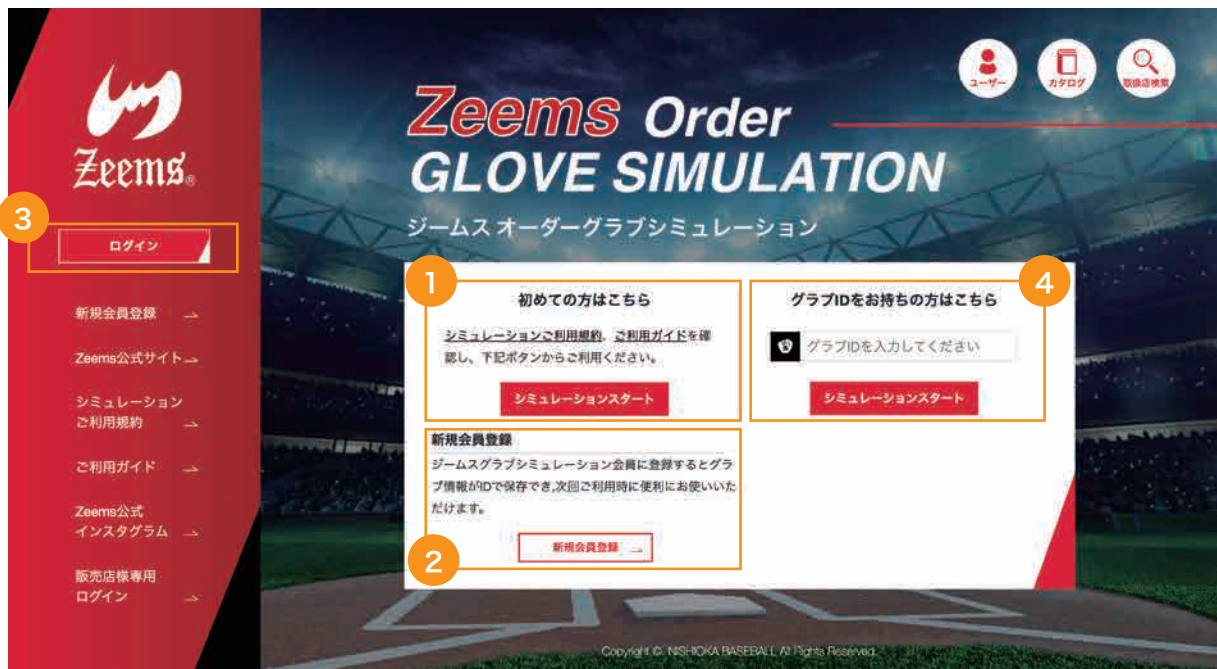 Zeems®
3
ログイン
新規会員登録
Zeems公式サイト
シミュレーション
ご利用規約
ご利用ガイド
Zeems公式
インスタグラム
販売店様専用
ログイン
ユーザー
カタログ
取扱店検索
Zeems Order
GLOVE SIMULATION
ジームス オーダーグラブシミュレーション
1
初めての方はこちら
シミュレーションご利用規約、ご利用ガイドを確
認し、下記ボタンからご利用ください。
シミュレーションスタート
2
新規会員登録
ジームスグラブシミュレーション会員に登録するとグラ
ブ情報がIDで保存でき,次回ご利用時に便利にお使いいた
だけます。
新規会員登録
4
グラブIDをお持ちの方はこちら
グラブIDを入力してください
シミュレーションスタート
Copyright ©. NISHIOKA BASEBALL, All Rights Reserved.